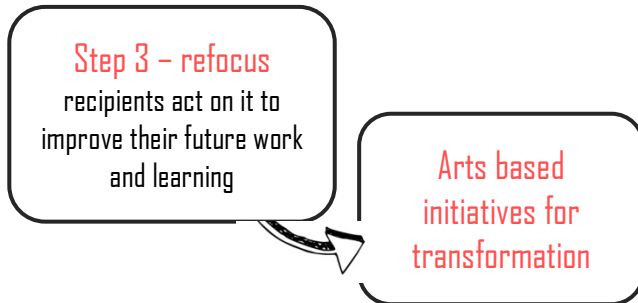 Step 3 – refocus
recipients act on it to
improve their future work
and learning
Arts based
initiatives for
transformation